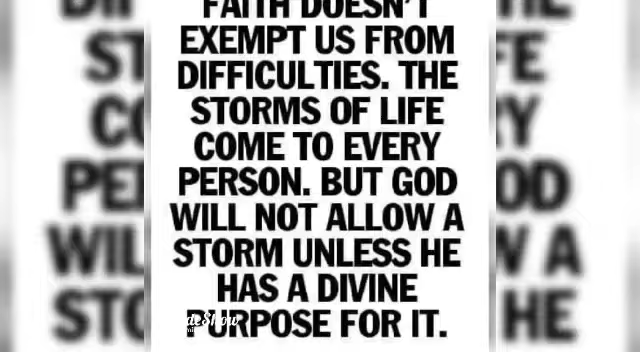 FAITH DOESN'T
EXEMPT US FROM
DIFFICULTIES. THE
STORMS OF LIFE
COME TO EVERY
PERSON. BUT GOD
WILL NOT ALLOW A
STORM UNLESS HE
HAS A DIVINE
PURPOSE FOR IT.